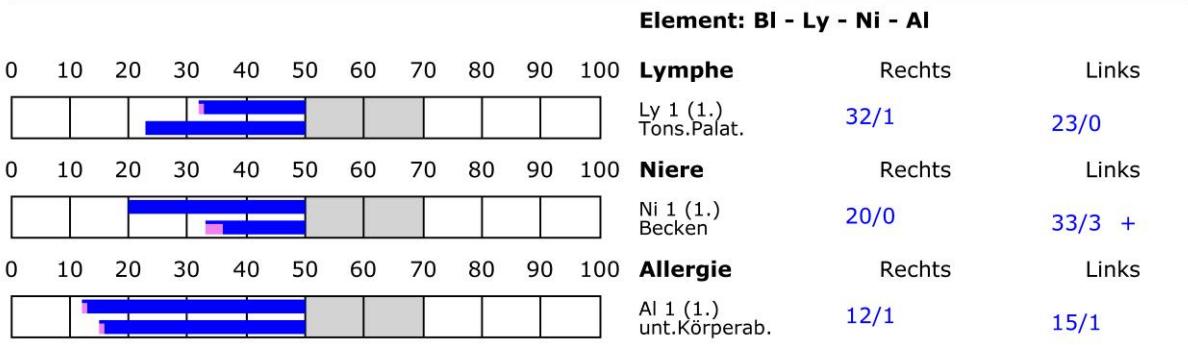 Element: Bl - Ly - Ni - Al
0 10 20 30 40 50 60 70 80 90 100 Lymphe Rechts Links
Ly 1 (1.) 32/1 23/0
Tons.Palat.
0 10 20 30 40 50 60 70 80 90 100 Niere Rechts Links
Ni 1 (1.) 20/0 33/3 +
Becken
0 10 20 30 40 50 60 70 80 90 100 Allergie Rechts Links
Al 1 (1.) 12/1 15/1
unt.Körperab.